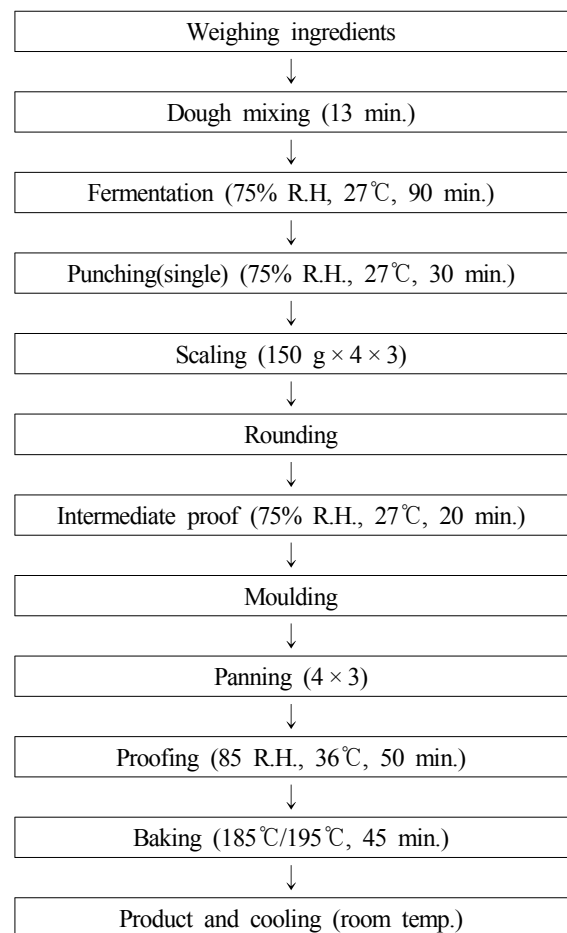 Weighing ingredients
↓
Dough mixing (13 min.)
↓
Fermentation (75% R.H, 27℃, 90 min.)
↓
Punching(single) (75% R.H., 27℃, 30 min.)
↓
Scaling (150 g × 4 × 3)
↓
Rounding
↓
Intermediate proof (75% R.H., 27℃, 20 min.)
↓
Moulding
↓
Panning (4 × 3)
↓
Proofing (85 R.H., 36℃, 50 min.)
↓
Baking (185℃/195℃, 45 min.)
↓
Product and cooling (room temp.)